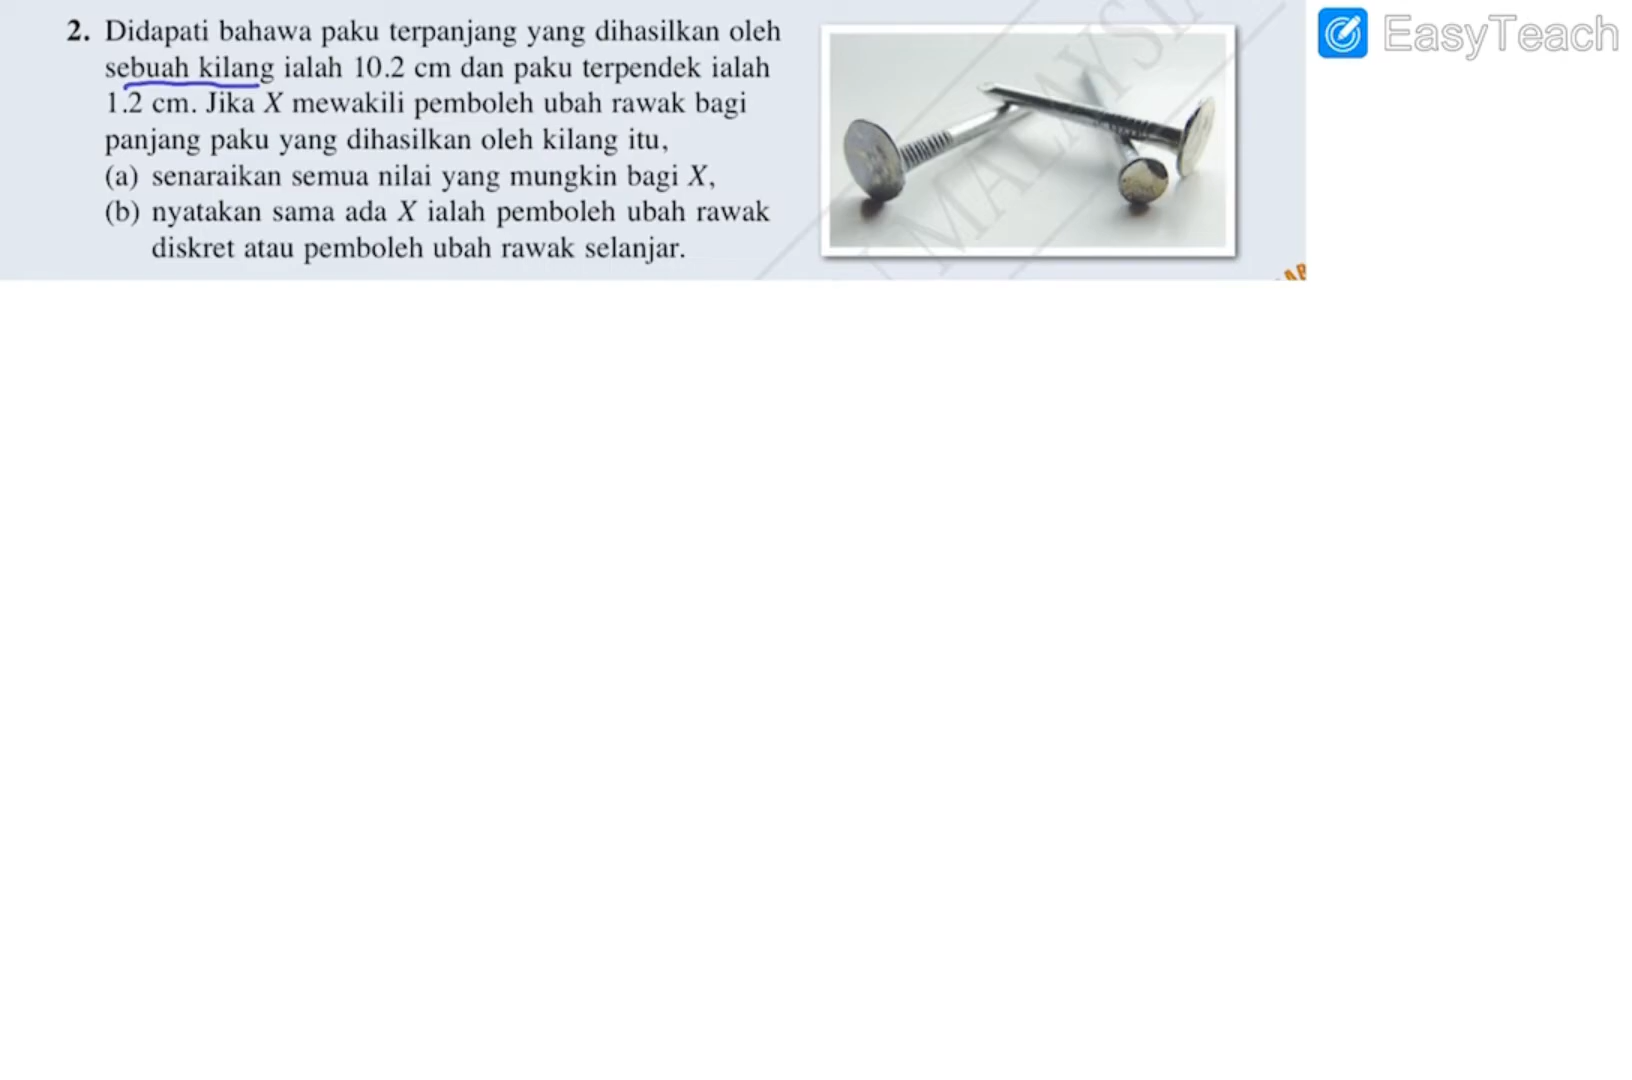 2. Didapati bahawa paku terpanjang yang dihasilkan oleh
sebuah kilang ialah 10.2 cm dan paku terpendek ialah
1.2 cm. Jika X mewakili pemboleh ubah rawak bagi
panjang paku yang dihasilkan oleh kilang itu,
(a) senaraikan semua nilai yang mungkin bagi X,
(b) nyatakan sama ada X ialah pemboleh ubah rawak
diskret atau pemboleh ubah rawak selanjar.
MALAYSI
EasyTeach